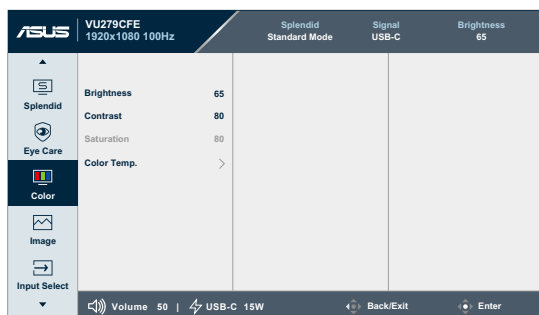 ASUS
VU279CFE
1920x1080 100Hz
Splendid
Standard Mode
Signal
USB-C
Brightness
65
Splendid
Eye Care
Color
Image
Input Select
Brightness 65
Contrast 80
Saturation 80
Color Temp.
Volume 50 | USB-C 15W
Back/Exit
Enter